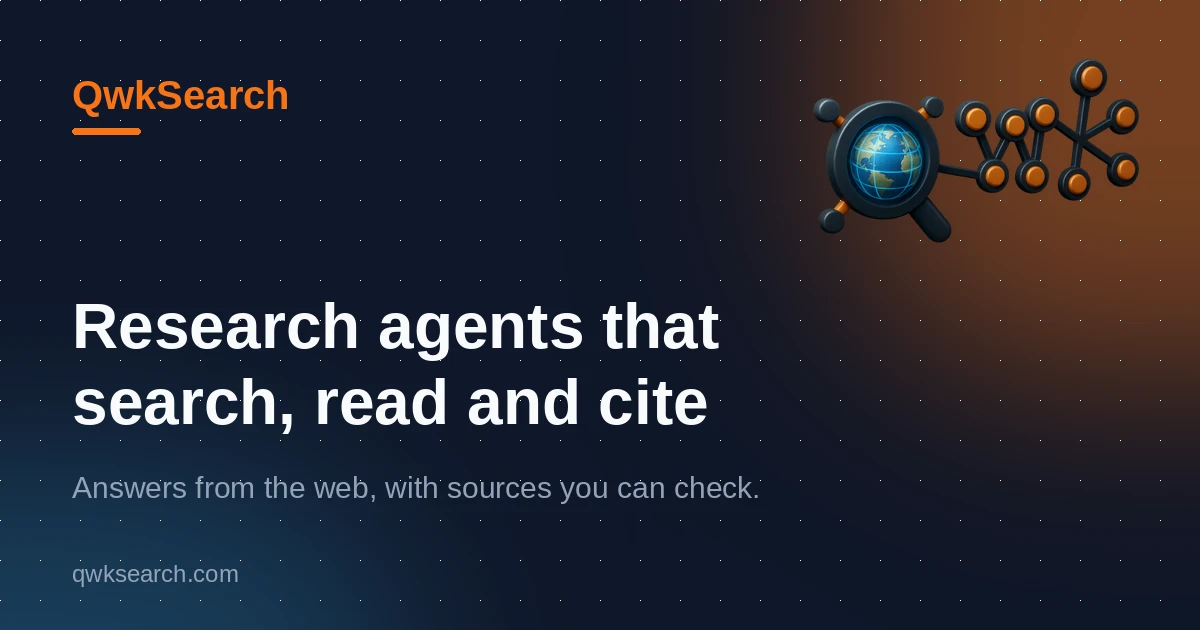 QwkSearch
Research agents that
search, read and cite
Answers from the web, with sources you can check.
qwksearch.com